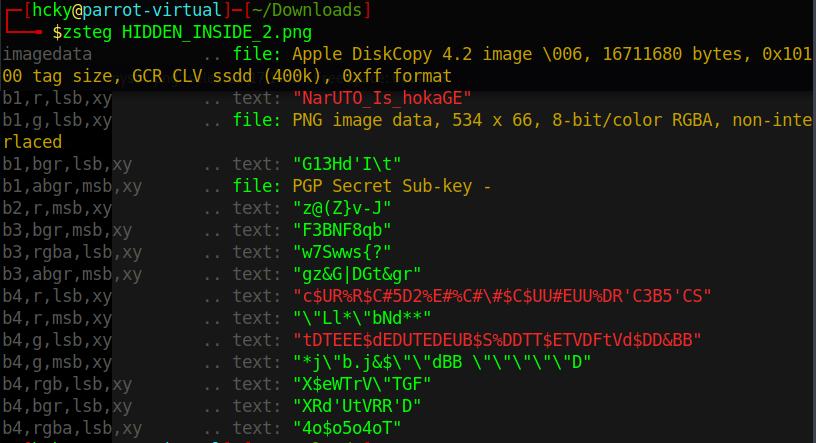 [hcky@parrot-virtual]─[~/Downloads]
$zsteg HIDDEN_INSIDE_2.png
imagedata .. file: Apple DiskCopy 4.2 image \006, 16711680 bytes, 0x101
00 tag size, GCR CLV ssdd (400k), 0xff format
b1,r,lsb,xy .. text: "NarUTO_Is_hokaGE"
b1,g,lsb,xy .. file: PNG image data, 534 x 66, 8-bit/color RGBA, non-inte
rlaced
b1,bgr,lsb,xy .. text: "G13Hd'I\t"
b1,abgr,msb,xy .. file: PGP Secret Sub-key -
b2,r,msb,xy .. text: "z@(Z}v-J"
b3,bgr,msb,xy .. text: "F3BNF8qb"
b3,rgba,lsb,xy .. text: "w7Swws{?"
b3,abgr,msb,xy .. text: "gz&G|DGt&gr"
b4,r,lsb,xy .. text: "c$UR%R$C#5D2%E#%C#\#$C$UU#EUU%DR'C3B5'CS"
b4,r,msb,xy .. text: "\"Ll*\"bNd**"
b4,g,lsb,xy .. text: "tDTEEE$dEDUTEDEUB$S%DDTT$ETVDFtVd$DD&BB"
b4,g,msb,xy .. text: "*j\"b.j&$\"\"dBB \"\"\"\"\"D"
b4,rgb,lsb,xy .. text: "X$eWTrV\"TGF"
b4,bgr,lsb,xy .. text: "XRd'UtVRR'D"
b4,rgba,lsb,xy .. text: "4o$o5o4oT"